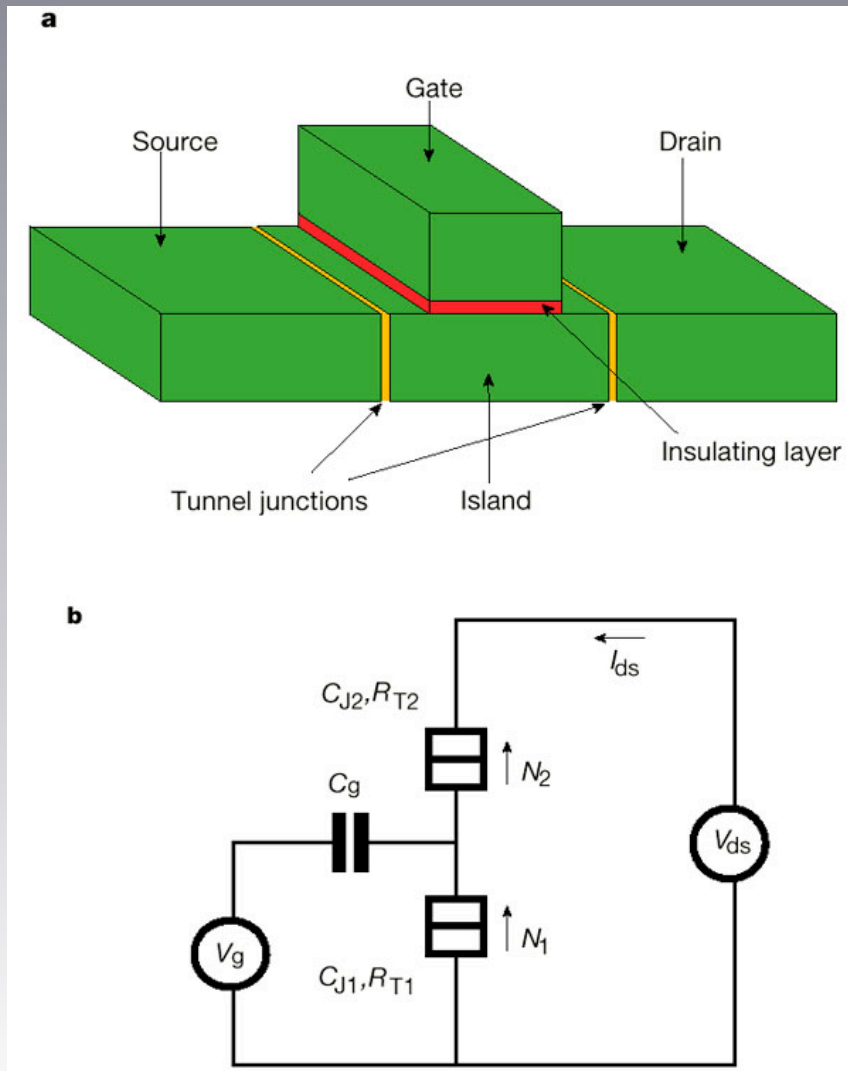 a
Gate
Source
Drain
Insulating layer
Tunnel junctions
Island
b
Ids
CJ2,RT2
N2
Cg
Vds
Vg
N1
CJ1,RT1